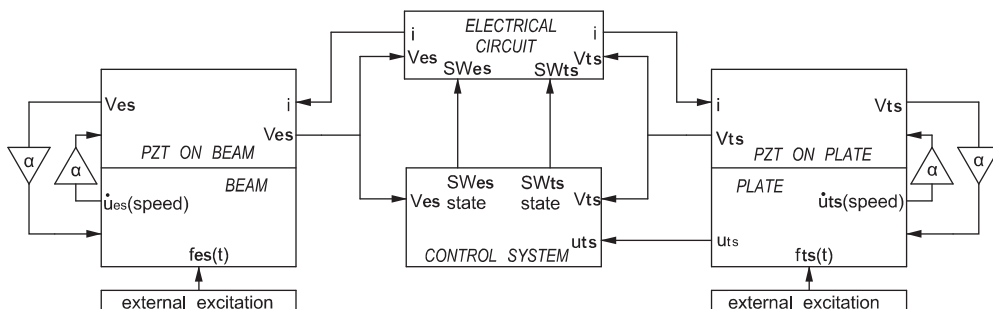 ELECTRICAL
CIRCUIT
i
i
Ves
Vts
SWes
SWts
Ves
i
Ves
PZT ON BEAM
α
α
BEAM
u̇es(speed)
fes(t)
external excitation
SWes
state
SWts
state
Ves
Vts
uts
CONTROL SYSTEM
i
Vts
Vts
PZT ON PLATE
α
α
PLATE
u̇ts(speed)
uts
fts(t)
external excitation